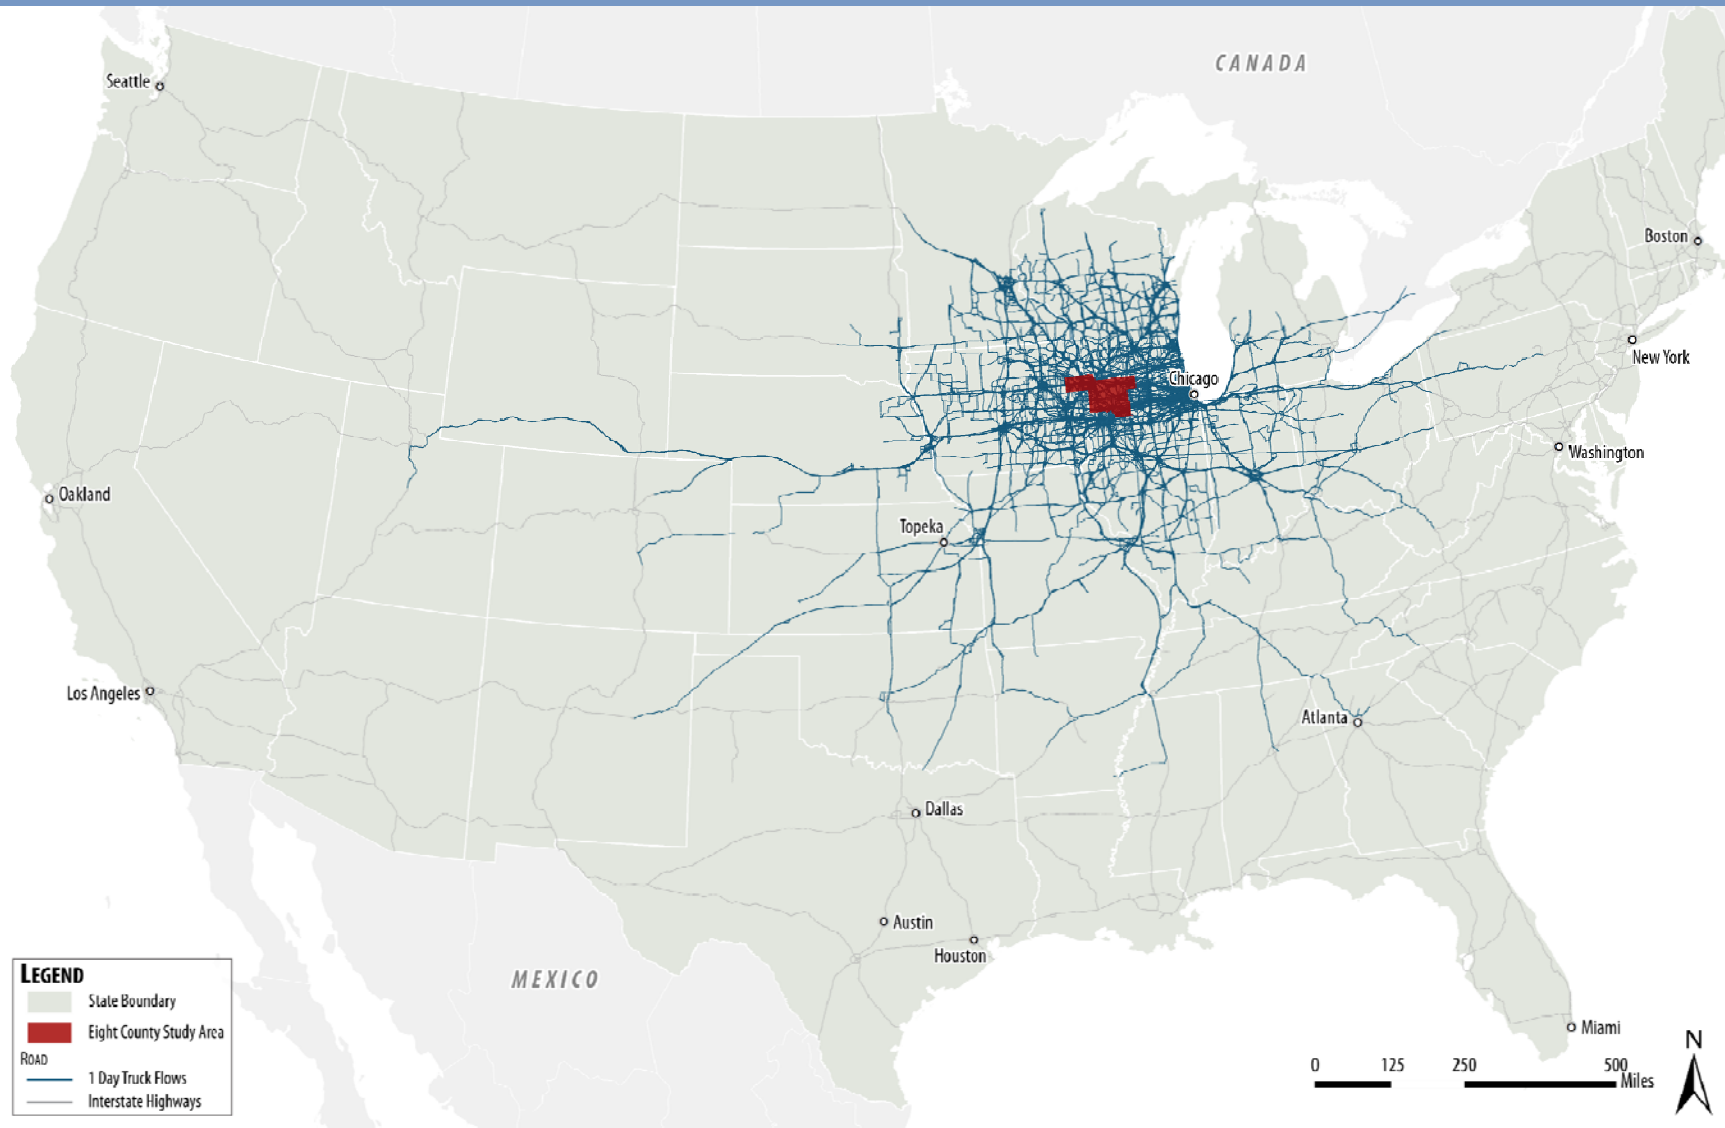 CANADA
Seattle
Boston
New York
Chicago
Washington
Oakland
Topeka
Los Angeles
Atlanta
Dallas
Austin
Houston
MEXICO
Miami
LEGEND
State Boundary
Eight County Study Area
ROAD
1 Day Truck Flows
Interstate Highways
0 125 250 500
Miles
N